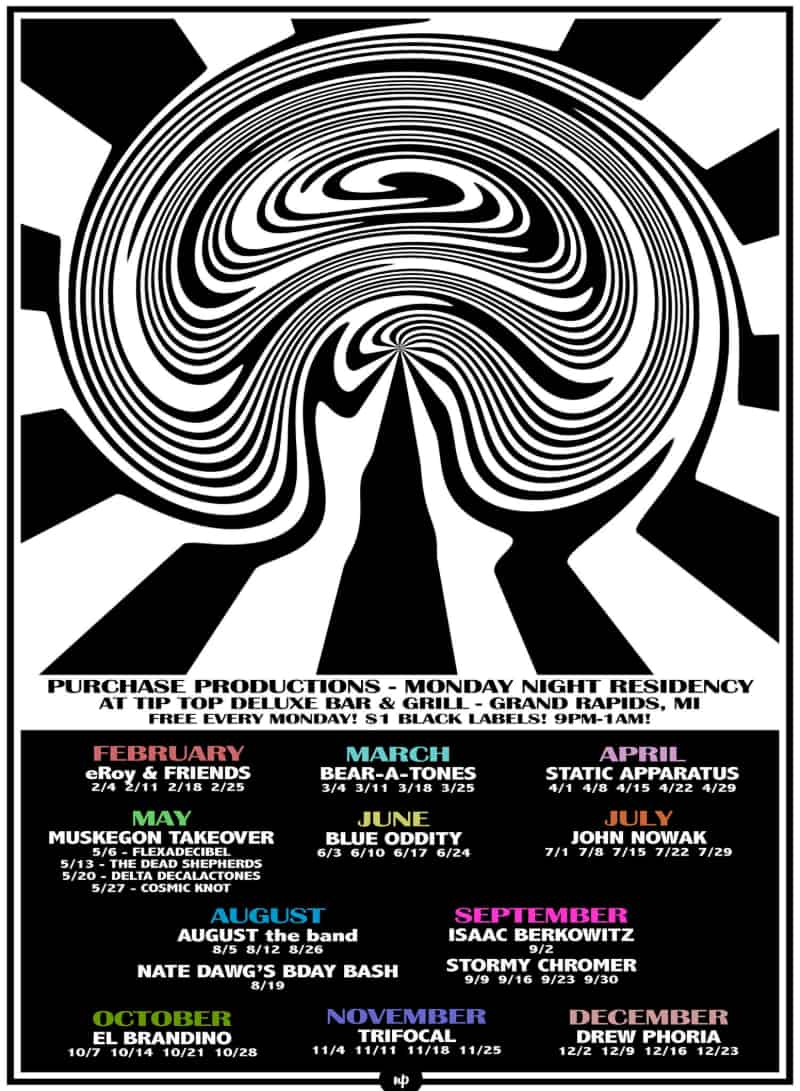 PURCHASE PRODUCTIONS - MONDAY NIGHT RESIDENCY
AT TIP TOP DELUXE BAR & GRILL - GRAND RAPIDS, MI
FREE EVERY MONDAY! $1 BLACK LABELS! 9PM-1AM!
FEBRUARY
eRoy & FRIENDS
2/4 2/11 2/18 2/25
MARCH
BEAR-A-TONES
3/4 3/11 3/18 3/25
APRIL
STATIC APPARATUS
4/1 4/8 4/15 4/22 4/29
MAY
MUSKEGON TAKEOVER
5/6 - FLEXADECIBEL
5/13 - THE DEAD SHEPHERDS
5/20 - DELTA DECALACTONES
5/27 - COSMIC KNOT
JUNE
BLUE ODDITY
6/3 6/10 6/17 6/24
JULY
JOHN NOWAK
7/1 7/8 7/15 7/22 7/29
AUGUST
AUGUST the band
8/5 8/12 8/26
NATE DAWG'S BDAY BASH
8/19
SEPTEMBER
ISAAC BERKOWITZ
9/2
STORMY CHROMER
9/9 9/16 9/23 9/30
OCTOBER
EL BRANDINO
10/7 10/14 10/21 10/28
NOVEMBER
TRIFOCAL
11/4 11/11 11/18 11/25
DECEMBER
DREW PHORIA
12/2 12/9 12/16 12/23